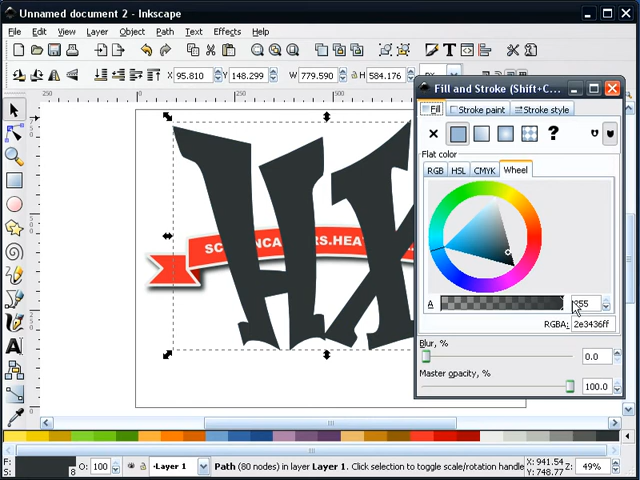 Unnamed document 2 - Inkscape
File Edit View Layer Object Path Text Effects Help
X 95.810 Y 148.299 W 779.590 H 584.176
Fill and Stroke (Shift+C...
Fill Stroke paint Stroke style
Flat color
RGB HSL CMYK Wheel
A 255
RGBA: 2e3436ff
Blur, %
0.0
Master opacity, %
100.0
250 500
HX
F: S: 8 O: 100 Layer 1 Path (80 nodes) in layer Layer 1. Click selection to toggle scale/rotation handle X: 941.54 Y: 748.77 Z: 49%